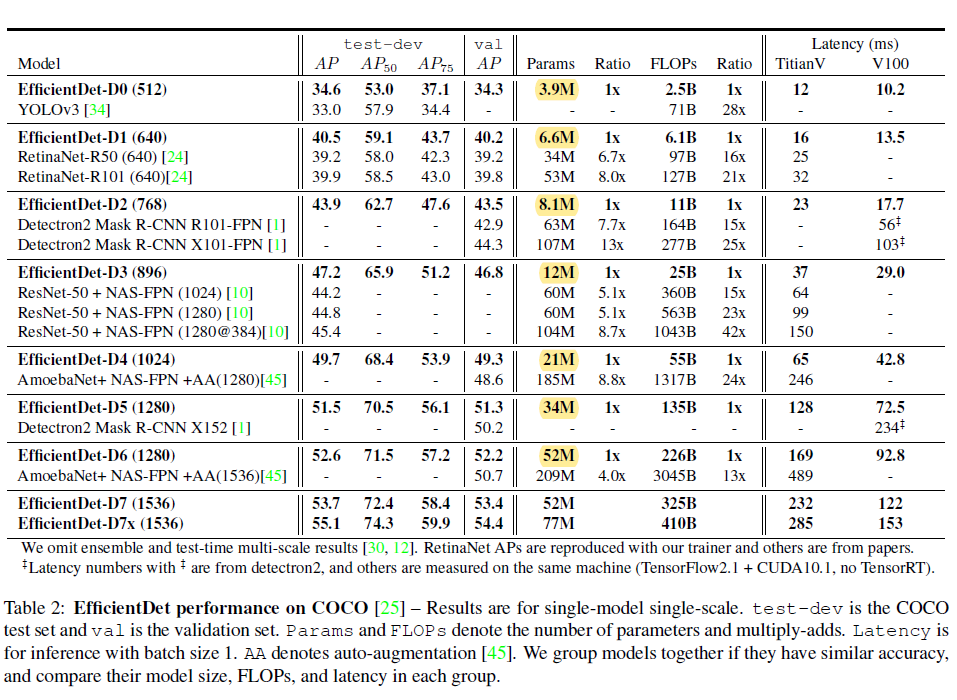 test-dev val Latency (ms)
Model AP AP50 AP75 AP Params Ratio FLOPs Ratio TitianV V100
EfficientDet-D0 (512) 34.6 53.0 37.1 34.3 3.9M 1x 2.5B 1x 12 10.2
YOLOv3 [34] 33.0 57.9 34.4 - - - 71B 28x - -
EfficientDet-D1 (640) 40.5 59.1 43.7 40.2 6.6M 1x 6.1B 1x 16 13.5
RetinaNet-R50 (640) [24] 39.2 58.0 42.3 39.2 34M 6.7x 97B 16x 25 -
RetinaNet-R101 (640)[24] 39.9 58.5 43.0 39.8 53M 8.0x 127B 21x 32 -
EfficientDet-D2 (768) 43.9 62.7 47.6 43.5 8.1M 1x 11B 1x 23 17.7
Detectron2 Mask R-CNN R101-FPN [1] - - - 42.9 63M 7.7x 164B 15x - 56‡
Detectron2 Mask R-CNN X101-FPN [1] - - - 44.3 107M 13x 277B 25x - 103‡
EfficientDet-D3 (896) 47.2 65.9 51.2 46.8 12M 1x 25B 1x 37 29.0
ResNet-50 + NAS-FPN (1024) [10] 44.2 - - - 60M 5.1x 360B 15x 64 -
ResNet-50 + NAS-FPN (1280) [10] 44.8 - - - 60M 5.1x 563B 23x 99 -
ResNet-50 + NAS-FPN (1280@384)[10] 45.4 - - - 104M 8.7x 1043B 42x 150 -
EfficientDet-D4 (1024) 49.7 68.4 53.9 49.3 21M 1x 55B 1x 65 42.8
AmoebaNet+ NAS-FPN +AA(1280)[45] - - - 48.6 185M 8.8x 1317B 24x 246 -
EfficientDet-D5 (1280) 51.5 70.5 56.1 51.3 34M 1x 135B 1x 128 72.5
Detectron2 Mask R-CNN X152 [1] - - - 50.2 - - - - - 234‡
EfficientDet-D6 (1280) 52.6 71.5 57.2 52.2 52M 1x 226B 1x 169 92.8
AmoebaNet+ NAS-FPN +AA(1536)[45] - - - 50.7 209M 4.0x 3045B 13x 489 -
EfficientDet-D7 (1536) 53.7 72.4 58.4 53.4 52M 325B 232 122
EfficientDet-D7x (1536) 55.1 74.3 59.9 54.4 77M 410B 285 153
We omit ensemble and test-time multi-scale results [30, 12]. RetinaNet APs are reproduced with our trainer and others are from papers.
‡Latency numbers with ‡ are from detectron2, and others are measured on the same machine (TensorFlow2.1 + CUDA10.1, no TensorRT).
Table 2: EfficientDet performance on COCO [25] – Results are for single-model single-scale. test-dev is the COCO
test set and val is the validation set. Params and FLOPs denote the number of parameters and multiply-adds. Latency is
for inference with batch size 1. AA denotes auto-augmentation [45]. We group models together if they have similar accuracy,
and compare their model size, FLOPs, and latency in each group.